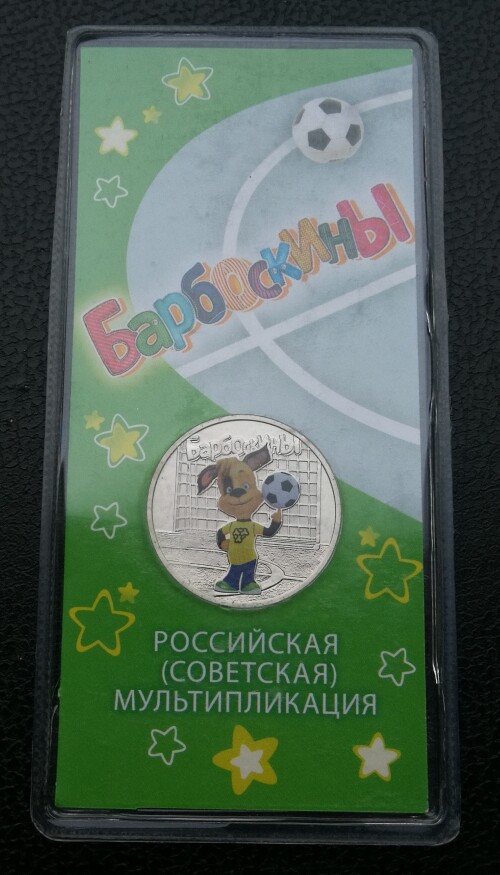 Барбоскины
Барбоскины
РОССИЙСКАЯ
(СОВЕТСКАЯ)
МУЛЬТИПЛИКАЦИЯ